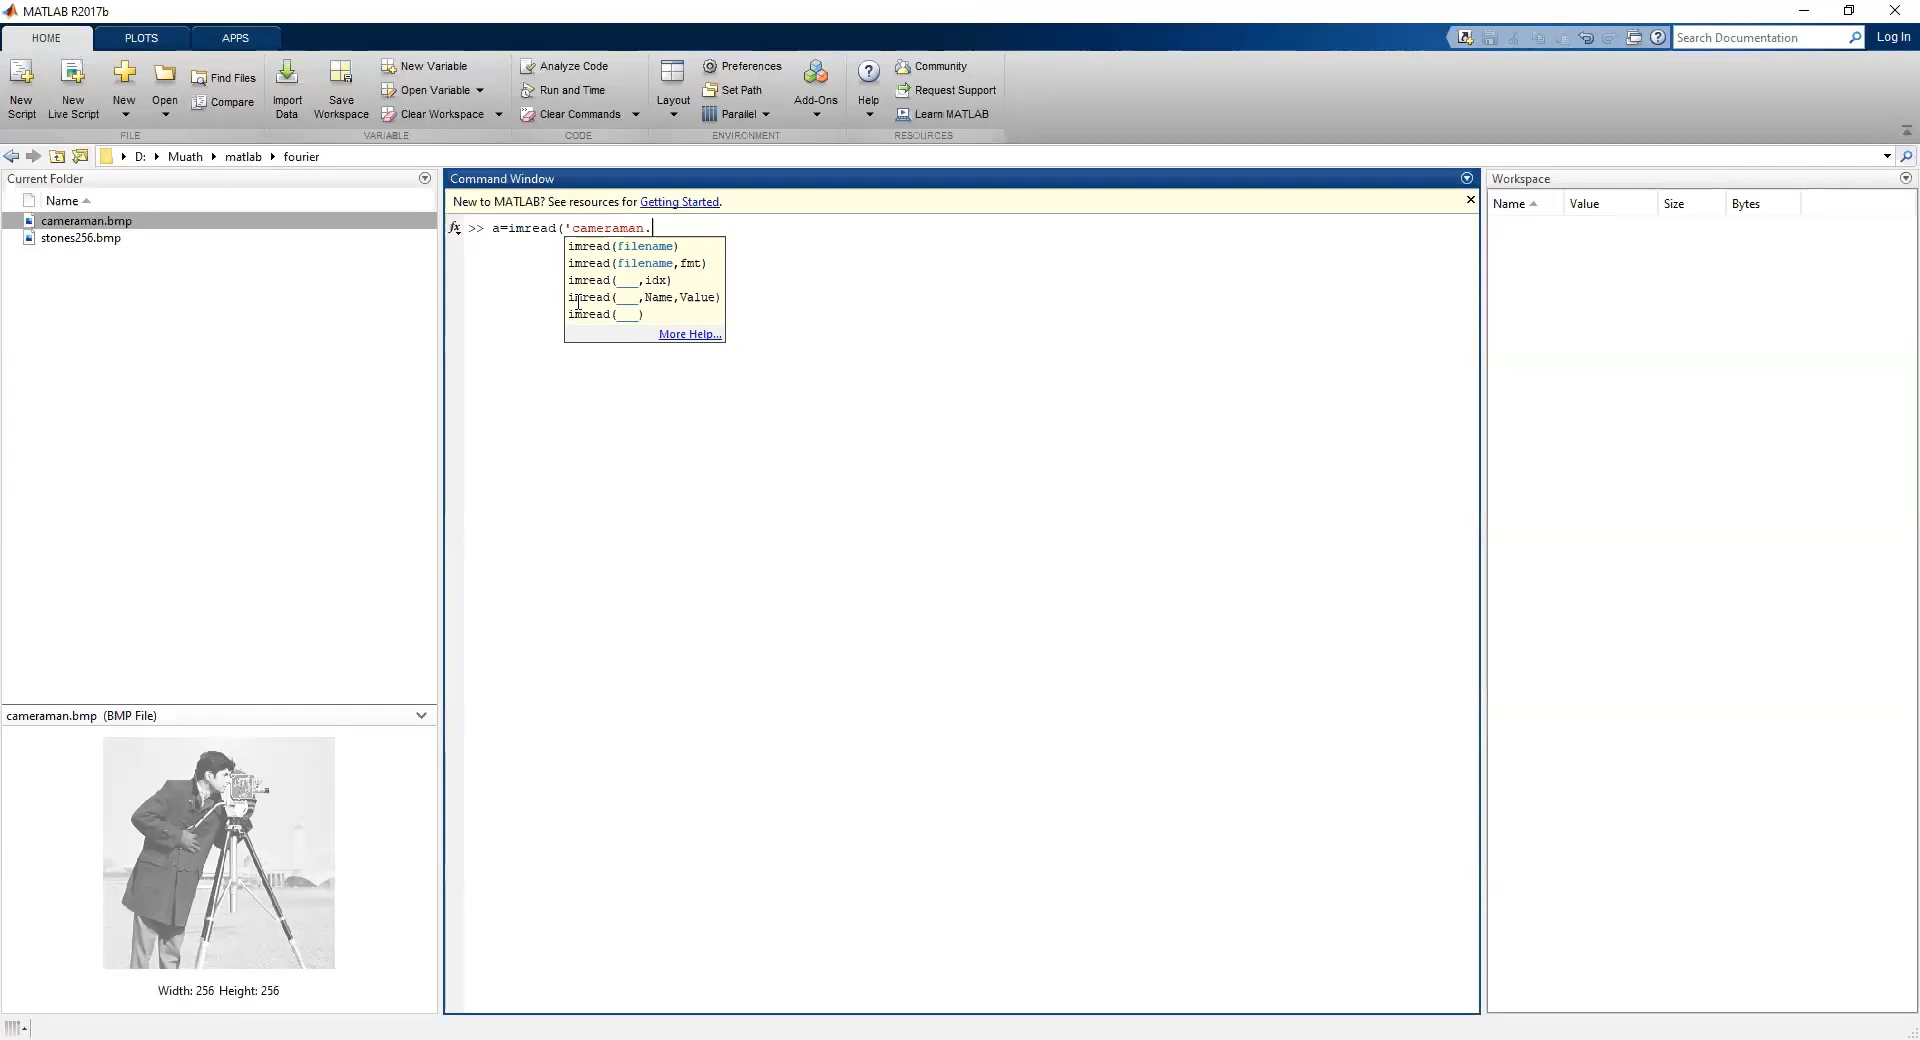 MATLAB R2017b
HOME PLOTS APPS
Search Documentation
Log In
New Script
New Live Script
New
Open
Find Files
Compare
Import Data
Save Workspace
New Variable
Open Variable
Clear Workspace
Analyze Code
Run and Time
Clear Commands
Layout
Preferences
Set Path
Parallel
Add-Ons
Help
Community
Request Support
Learn MATLAB
FILE VARIABLE CODE ENVIRONMENT RESOURCES
D: Muath matlab fourier
Current Folder
Name
cameraman.bmp
stones256.bmp
cameraman.bmp (BMP File)
Width: 256 Height: 256
Command Window
New to MATLAB? See resources for Getting Started.
fx >> a=imread('cameraman.
imread(filename)
imread(filename,fmt)
imread(___,idx)
imread(___,Name,Value)
imread(___)
More Help...
Workspace
Name Value Size Bytes